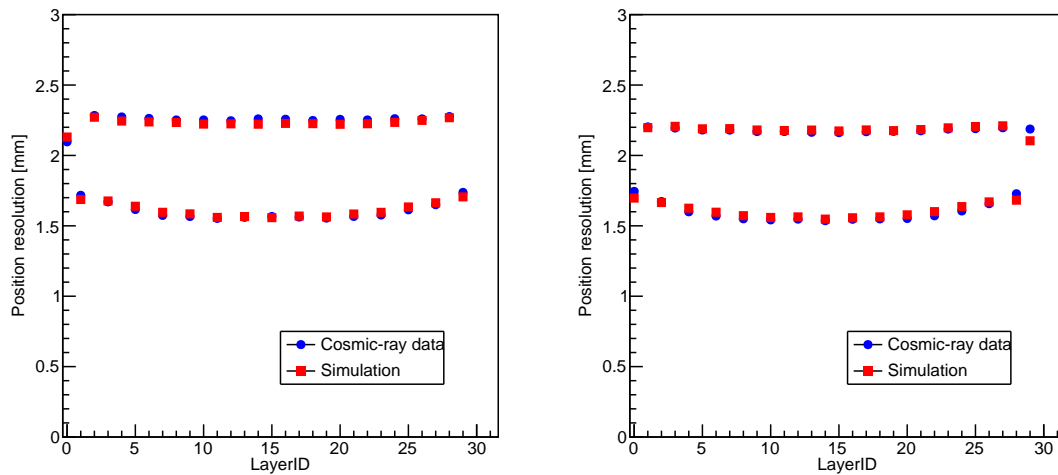 3
2.5
2
1.5
1
0.5
0
Position resolution [mm]
0 5 10 15 20 25 30
LayerID
Cosmic-ray data
Simulation
3
2.5
2
1.5
1
0.5
0
Position resolution [mm]
0 5 10 15 20 25 30
LayerID
Cosmic-ray data
Simulation